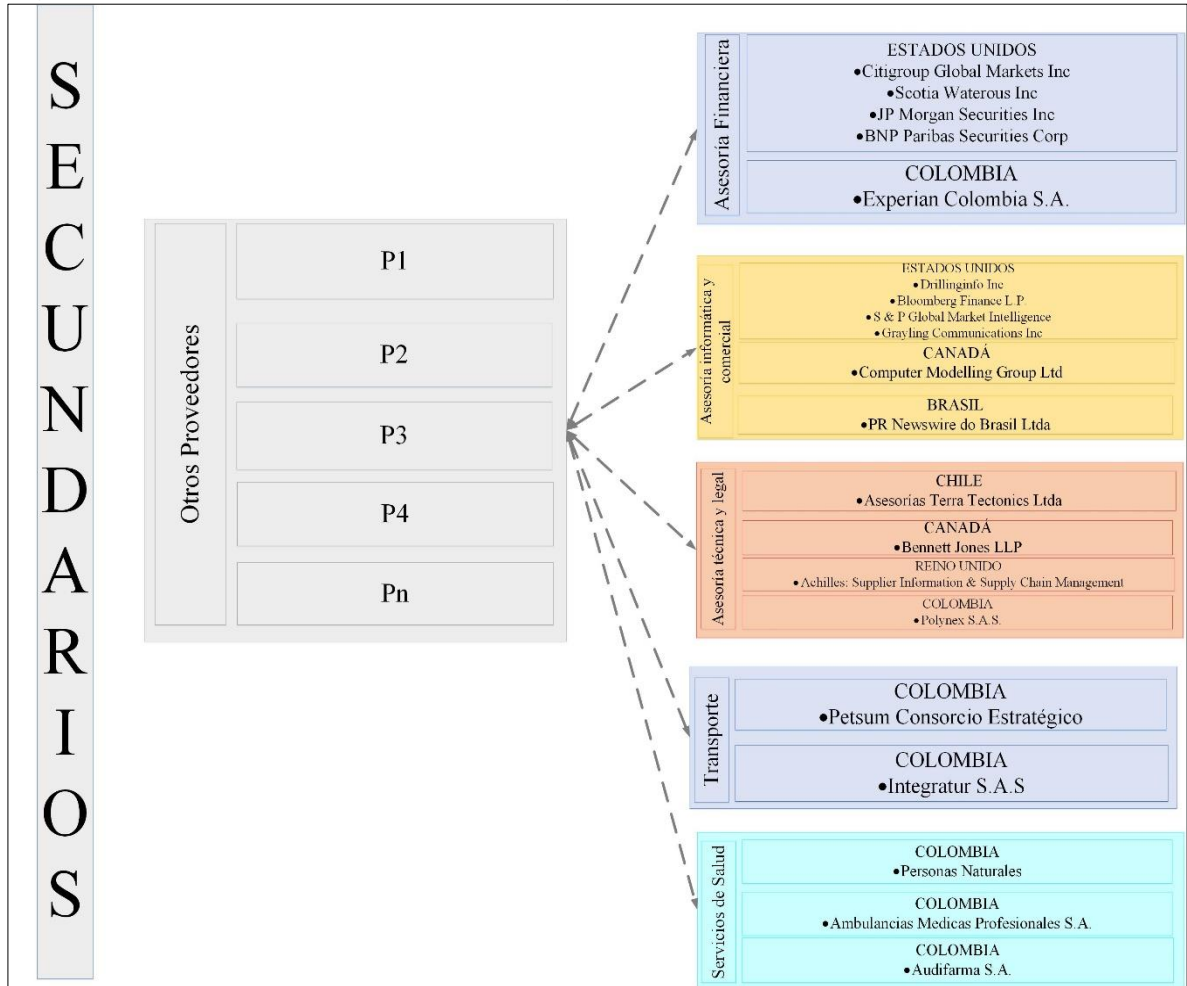 SECUNDARIOS
Otros Proveedores
P1
P2
P3
P4
Pn
Asesoría Financiera
ESTADOS UNIDOS
●Citigroup Global Markets Inc
●Scotia Waterous Inc
●JP Morgan Securities Inc
●BNP Paribas Securities Corp
COLOMBIA
●Experian Colombia S.A.
Asesoría informática y
comercial
ESTADOS UNIDOS
●Drillinginfo Inc
●Bloomberg Finance L.P.
●S & P Global Market Intelligence
●Grayling Communications Inc
CANADÁ
●Computer Modelling Group Ltd
BRASIL
●PR Newswire do Brasil Ltda
Asesoría técnica y legal
CHILE
●Asesorías Terra Tectonics Ltda
CANADÁ
●Bennett Jones LLP
REINO UNIDO
●Achilles: Supplier Information & Supply Chain Management
COLOMBIA
●Polynex S.A.S.
Transporte
COLOMBIA
●Petsum Consorcio Estratégico
COLOMBIA
●Integratur S.A.S
Servicios de Salud
COLOMBIA
●Personas Naturales
COLOMBIA
●Ambulancias Medicas Profesionales S.A.
COLOMBIA
●Audifarma S.A.